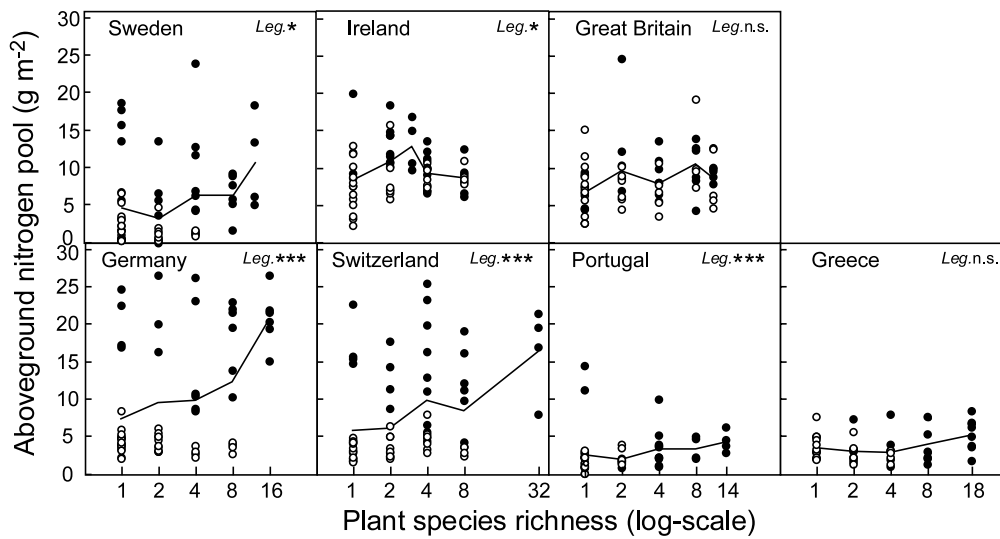 Aboveground nitrogen pool (g m-2)
30
25
20
15
10
5
0
Sweden Leg.*
Ireland Leg.*
Great Britain Leg.n.s.
30
25
20
15
10
5
0
Germany Leg.***
Switzerland Leg.***
Portugal Leg.***
Greece Leg.n.s.
1 2 4 8 16
1 2 4 8 32
1 2 4 8 14
1 2 4 8 18
Plant species richness (log-scale)